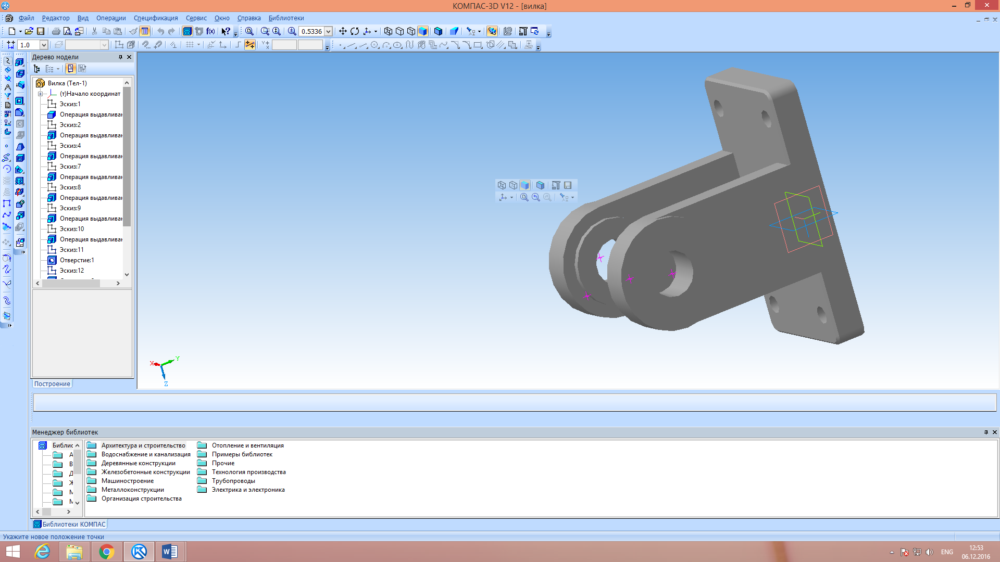 КОМПАС-3D V12 - [вилка]
Файл Редактор Вид Операции Спецификация Сервис Окно Справка Библиотеки
0.5336
1.0
Дерево модели
Вилка (Тел-1)
(т)Начало координат
Эскиз:1
Операция выдавливан
Эскиз:2
Операция выдавливан
Эскиз:4
Операция выдавливан
Эскиз:7
Операция выдавливан
Эскиз:8
Операция выдавливан
Эскиз:9
Операция выдавливан
Эскиз:10
Операция выдавливан
Эскиз:11
Отверстие:1
Эскиз:12
X Y Z
Построение
Менеджер библиотек
Библис
А
В
Д
Ж
М
М
Архитектура и строительство
Водоснабжение и канализация
Деревянные конструкции
Железобетонные конструкции
Машиностроение
Металлоконструкции
Организация строительства
Отопление и вентиляция
Примеры библиотек
Прочие
Технология производства
Трубопроводы
Электрика и электроника
Библиотеки КОМПАС
Укажите новое положение точки
ENG
12:53
06.12.2016